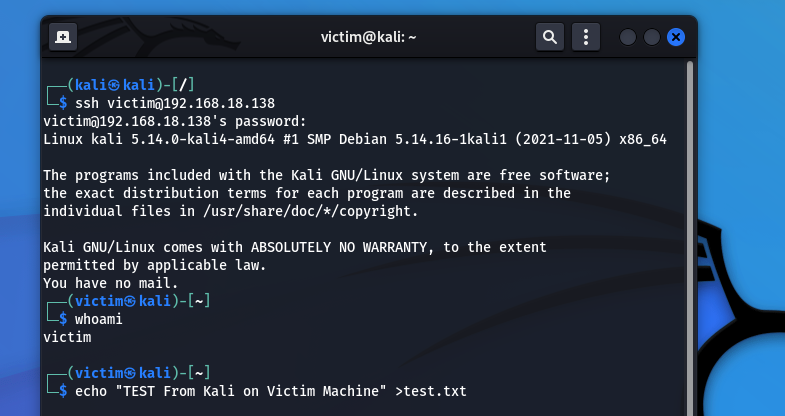 victim@kali: ~
┌──(kali㉿kali)-[/]
└─$ ssh victim@192.168.18.138
victim@192.168.18.138's password:
Linux kali 5.14.0-kali4-amd64 #1 SMP Debian 5.14.16-1kali1 (2021-11-05) x86_64
The programs included with the Kali GNU/Linux system are free software;
the exact distribution terms for each program are described in the
individual files in /usr/share/doc/*/copyright.
Kali GNU/Linux comes with ABSOLUTELY NO WARRANTY, to the extent
permitted by applicable law.
You have no mail.
┌──(victim㉿kali)-[~]
└─$ whoami
victim
┌──(victim㉿kali)-[~]
└─$ echo "TEST From Kali on Victim Machine" >test.txt